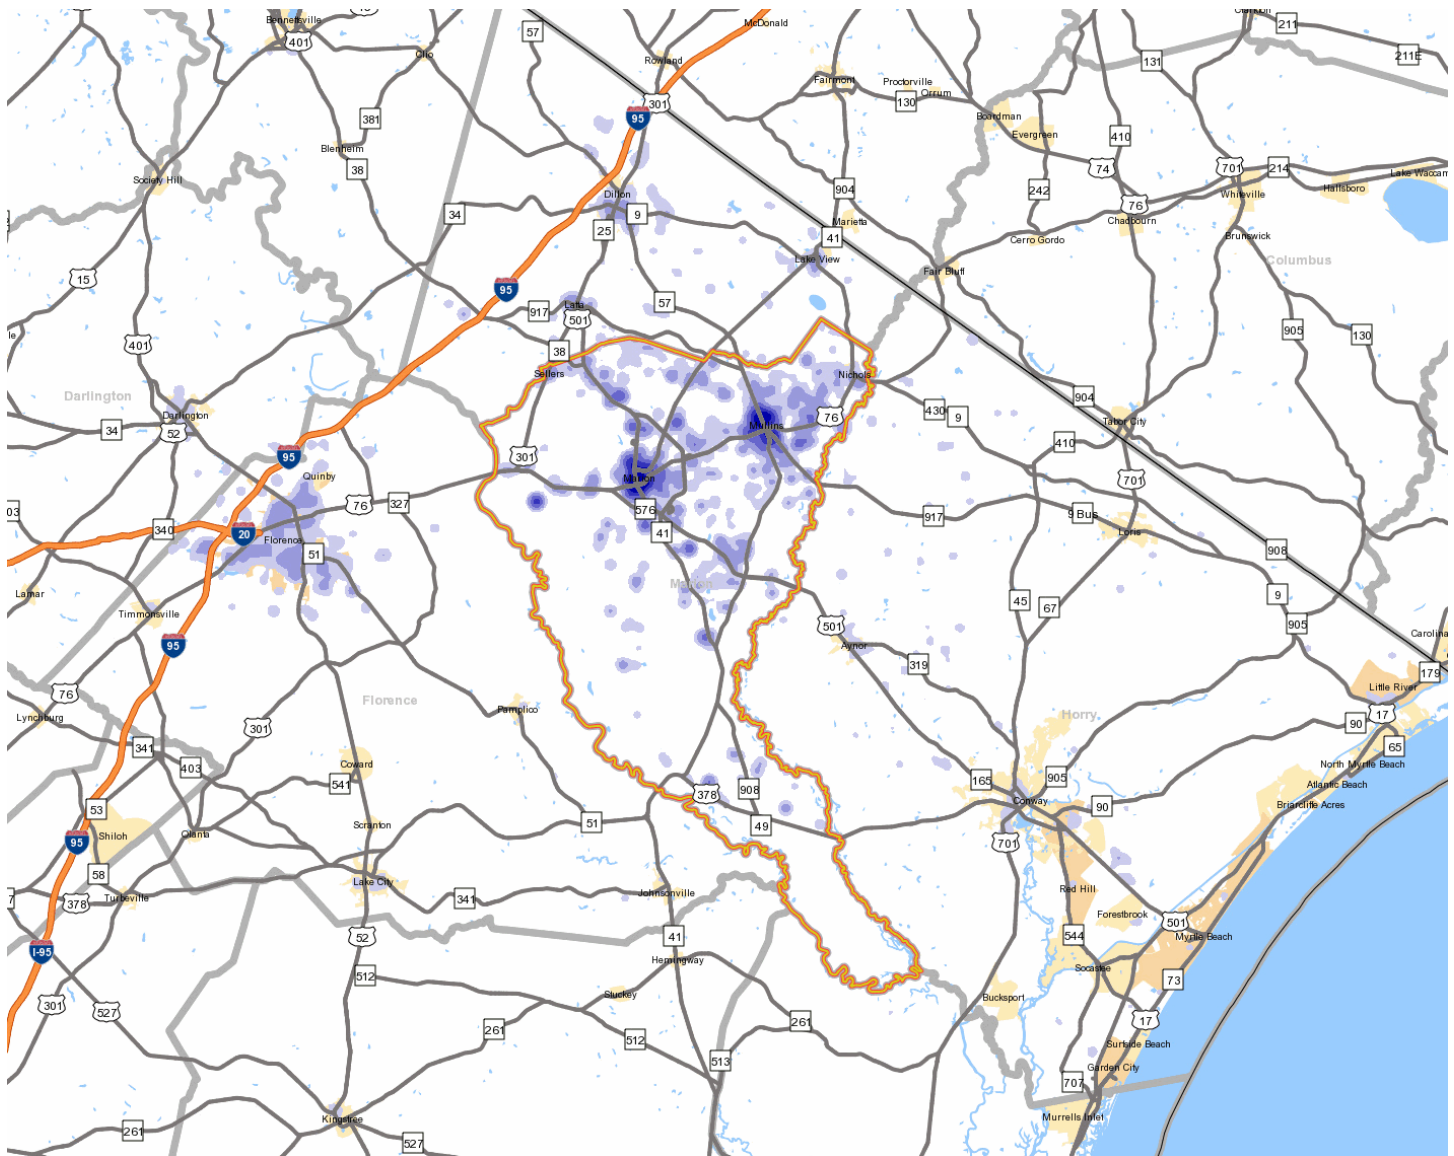 Bennettsville
401
Clio
57
McDonald
Rowland
301
95
Fairmont
Proctorville
130
Orrum
131
211
211E
Boardman
Evergreen
410
381
Blenheim
38
Society Hill
74
701
214
Lake Waccam
Hallsboro
Whiteville
242
76
Chadbourn
904
Marietta
Dillon
9
34
25
41
Cerro Gordo
Brunswick
Columbus
Lake View
Fair Bluff
15
95
57
917
Latta
501
905
130
401
38
Sellers
Nichols
Darlington
Darlington
34
52
904
430
9
Tabor City
76
Mullins
410
95
301
Quinby
Marion
701
76
327
03
576
917
9 Bus
340
20
Florence
51
41
Loris
908
Marion
Lamar
45
67
9
Timmonsville
905
501
95
Aynor
319
Carolina
179
76
Florence
Little River
Lynchburg
Pamplico
Horry
17
301
90
341
65
403
Coward
541
North Myrtle Beach
165
905
Atlantic Beach
378
908
53
Conway
90
Briarcliffe Acres
51
49
Scranton
Shiloh
Olanta
95
701
58
Lake City
Johnsonville
Red Hill
378
Turbeville
341
Forestbrook
501
41
544
Myrtle Beach
52
I-95
Hemingway
Socastee
512
73
Stuckey
Bucksport
301
527
261
261
17
512
Surfside Beach
513
Garden City
707
Murrells Inlet
Kingstree
261
527